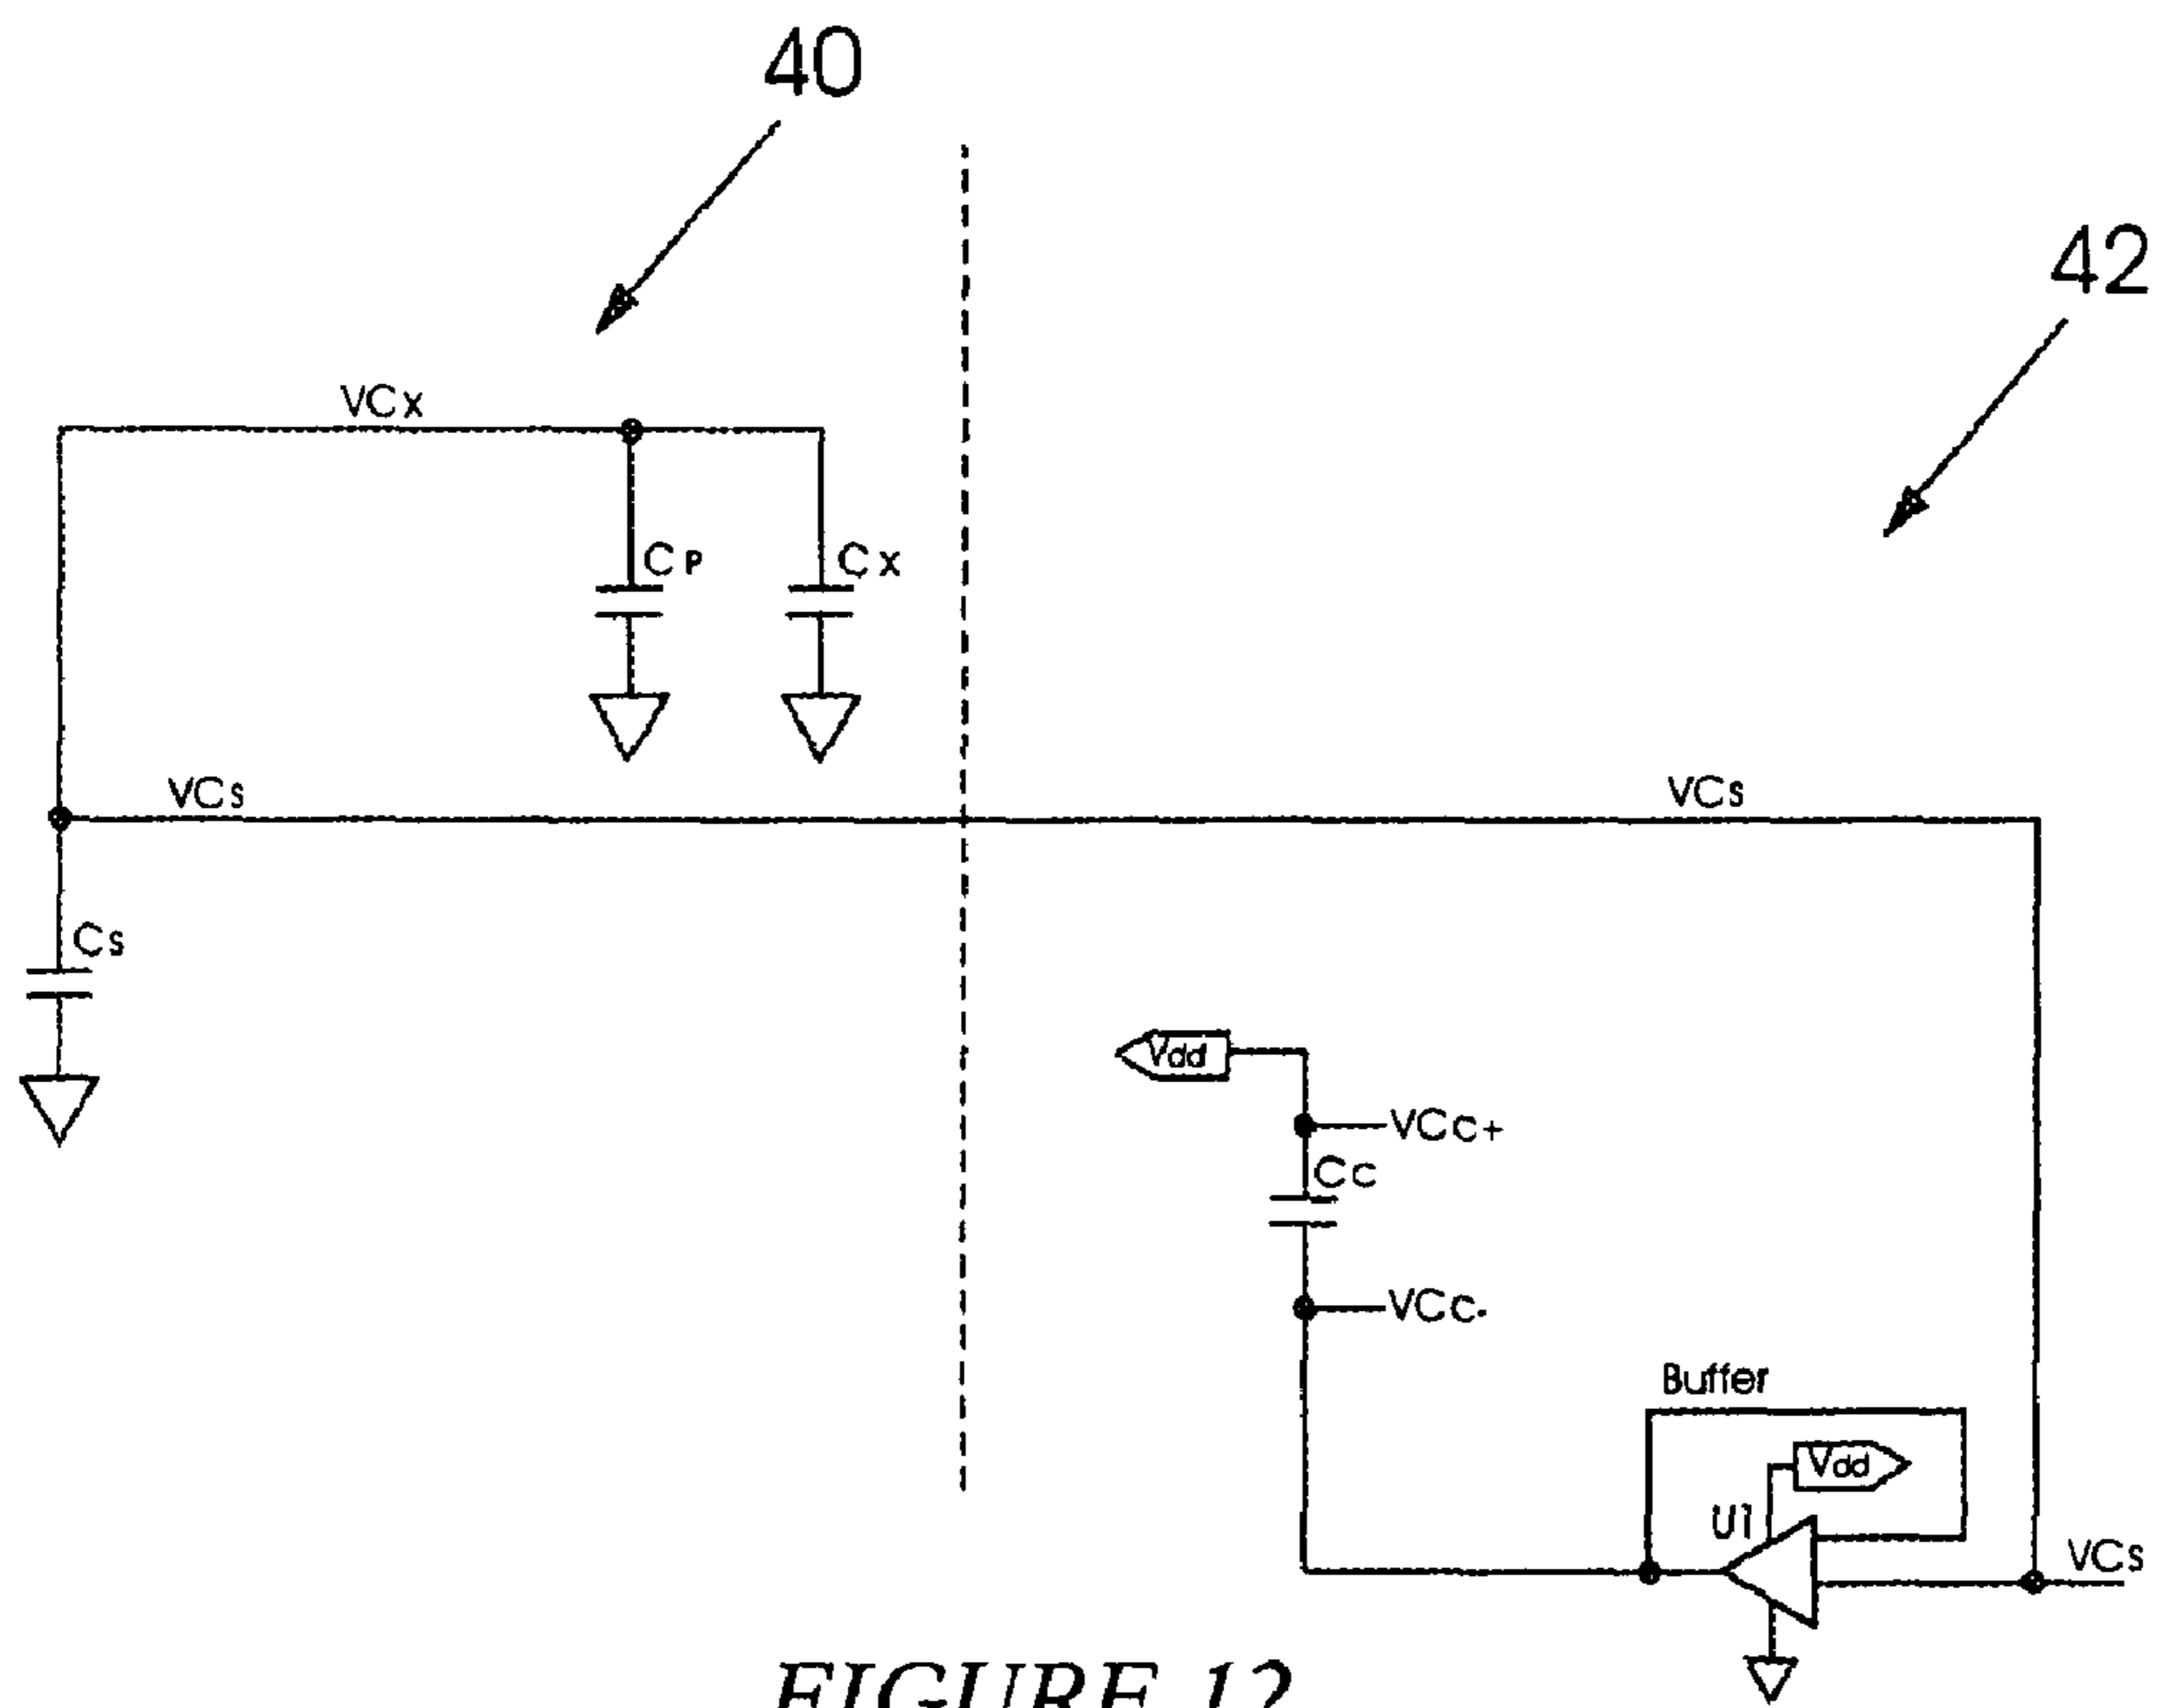 40
42
VCx
CP
Cx
VCs
VCs
Cs
Vdd
VCc+
Cc
VCc-
Buffer
Vdd
U1
VCs
FIGURE 12